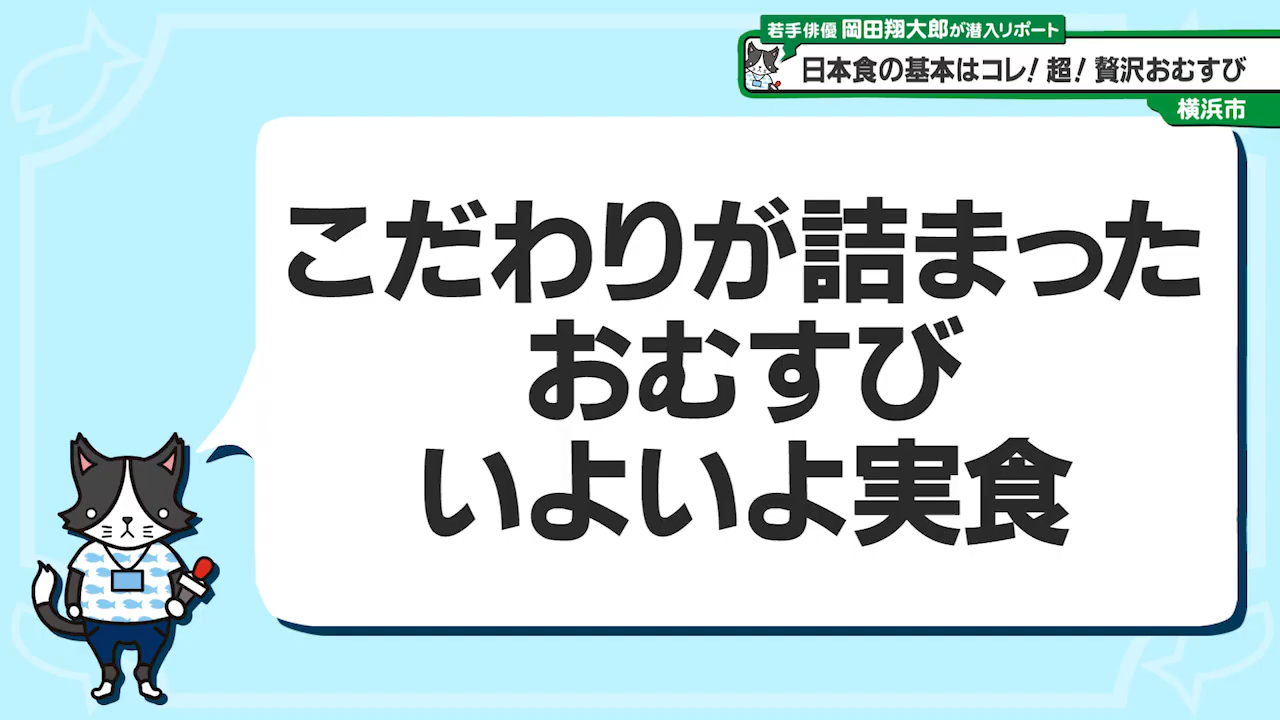 若手俳優 岡田翔大郎が潜入リポート
日本食の基本はコレ！超！贅沢おむすび
横浜市
こだわりが詰まった
おむすび
いよいよ実食